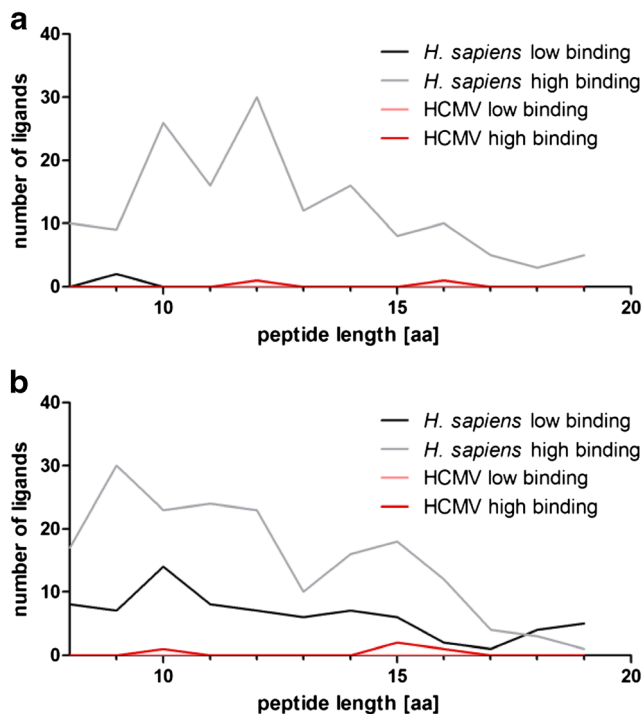 a
40
30
20
10
0
number of ligands
H. sapiens low binding
H. sapiens high binding
HCMV low binding
HCMV high binding
10
15
20
peptide length [aa]
b
40
30
20
10
0
number of ligands
H. sapiens low binding
H. sapiens high binding
HCMV low binding
HCMV high binding
10
15
20
peptide length [aa]